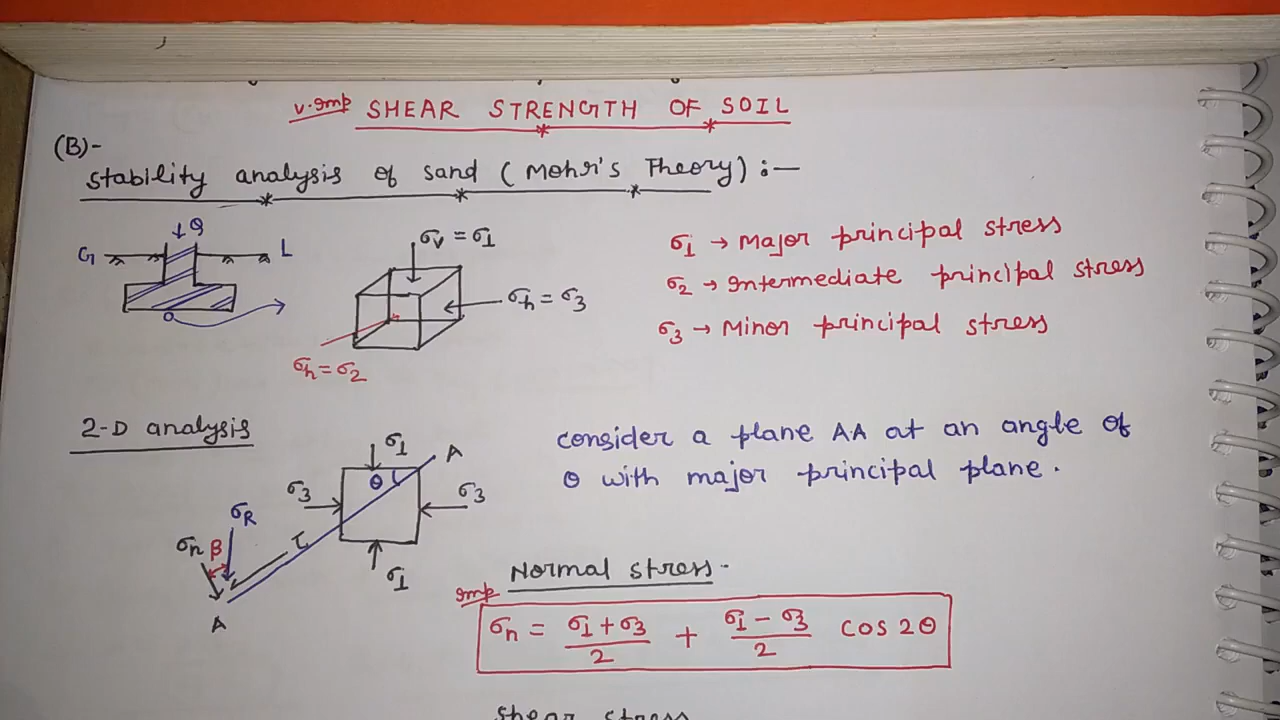 v.Imp SHEAR STRENGTH OF SOIL
(B)-
Stability analysis of sand (Mohr's Theory) :-
↓Q
G L
σv = σ1
σh = σ3
σh = σ2
σ1 → Major principal stress
σ2 → Intermediate principal stress
σ3 → Minor principal stress
2-D analysis
σ1 A
θ
σ3 σ3
σR
σn β τ
σ1
A
consider a plane AA at an angle of
θ with major principal plane.
Normal stress.
Imp
σn = σ1 + σ3 / 2 + σ1 - σ3 / 2 cos 2θ
shear stress